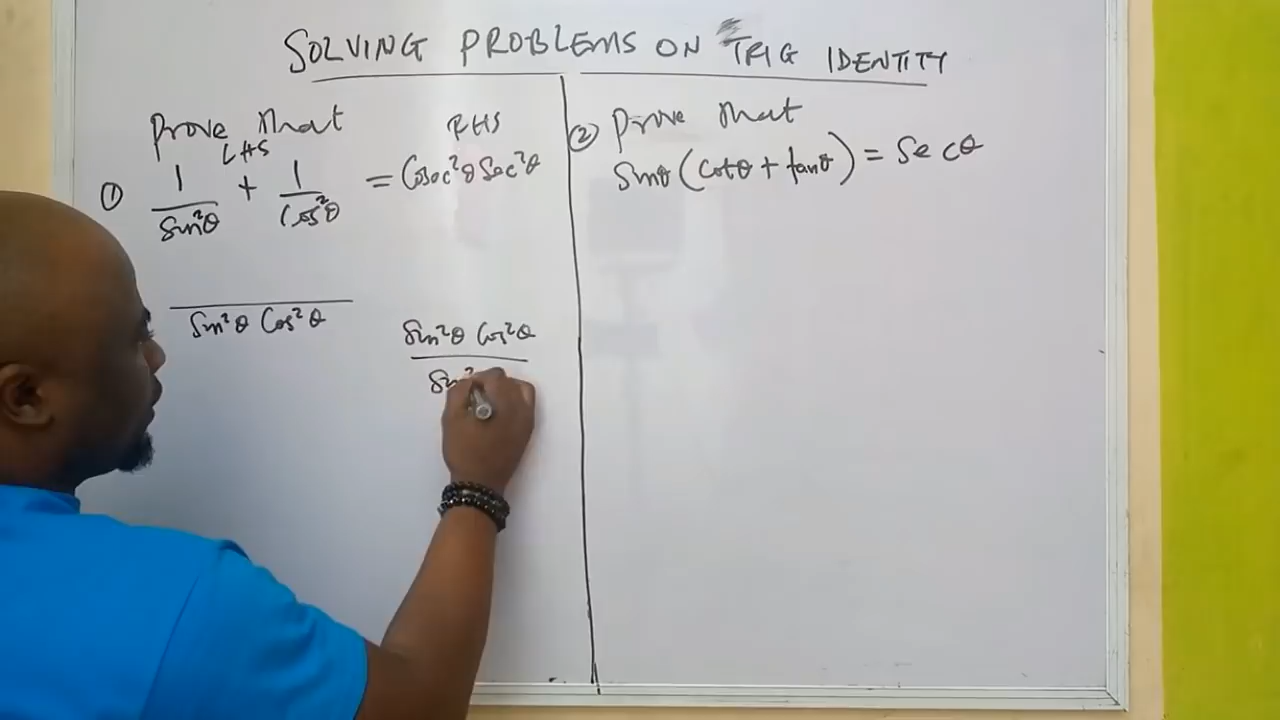 SOLVING PROBLEMS ON TRIG IDENTITY
Prove that
LHS RHS
① 1/Sin²θ + 1/Cos²θ = Cosec²θ Sec²θ
Sin²θ Cos²θ
Sin²θ Cos²θ
② Prove that
Sinθ (Cotθ + tanθ) = Secθ